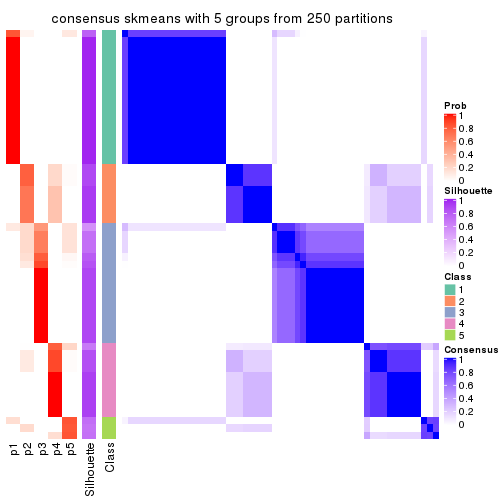 consensus skmeans with 5 groups from 250 partitions
Prob
1
0.8
0.6
0.4
0.2
0
Silhouette
1
0.8
0.6
0.4
0.2
0
Class
1
2
3
4
5
Consensus
1
0.8
0.6
0.4
0.2
0
p1
p2
p3
p4
p5
Silhouette
Class